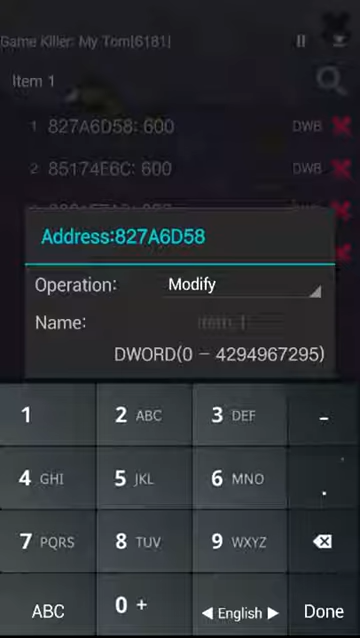 Game Killer: My Tom[6181]
Item 1
1 827A6D58: 600 DWB
2 85174E6C: 600 DWB
Address:827A6D58
Operation: Modify
Name: Item 1
DWORD(0 - 4294967295)
1 2 ABC 3 DEF -
4 GHI 5 JKL 6 MNO .
7 PQRS 8 TUV 9 WXYZ
ABC 0 + ◀ English ▶ Done